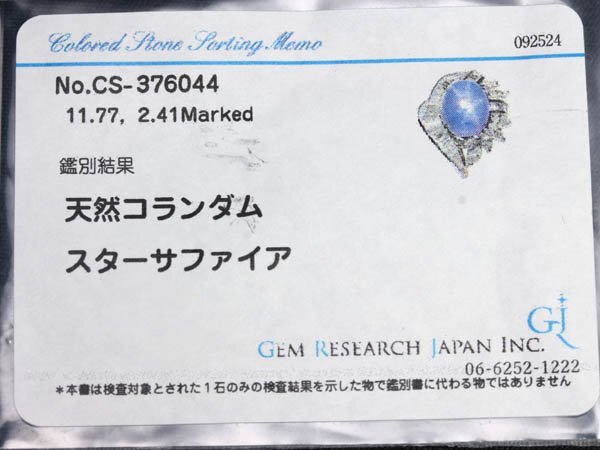 Colored Stone Sorting Memo
092524
No.CS-376044
11.77, 2.41Marked
鑑別結果
天然コランダム
スターサファイア
GJ
GEM RESEARCH JAPAN INC.
06-6252-1222
*本書は検査対象とされた1石のみの検査結果を示した物で鑑別書に代わる物ではありません